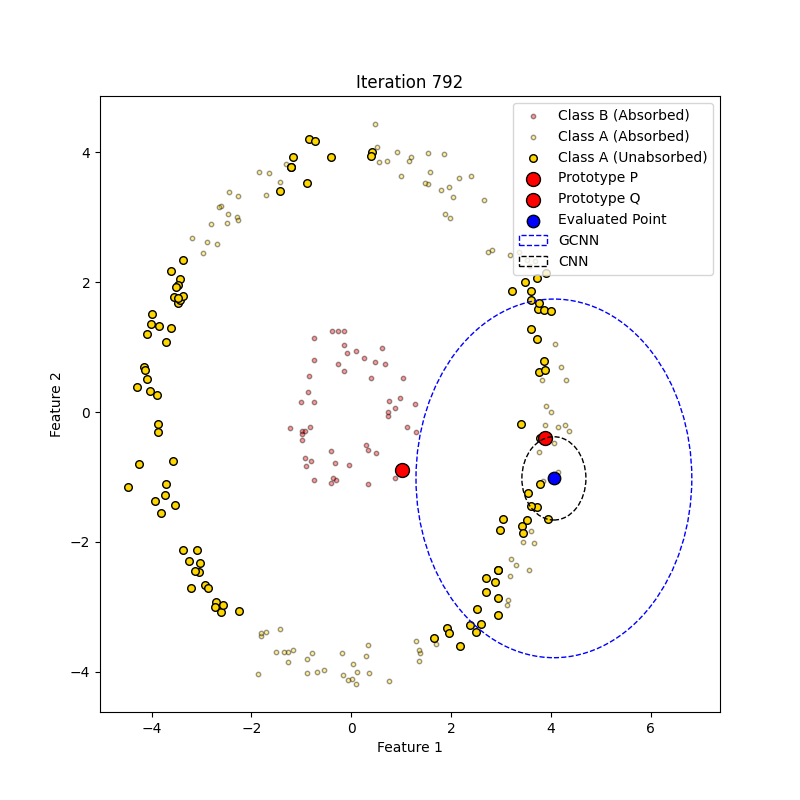 Iteration 792
Class B (Absorbed)
Class A (Absorbed)
Class A (Unabsorbed)
Prototype P
Prototype Q
Evaluated Point
GCNN
CNN
4
2
0
−2
−4
Feature 2
−4 −2 0 2 4 6
Feature 1